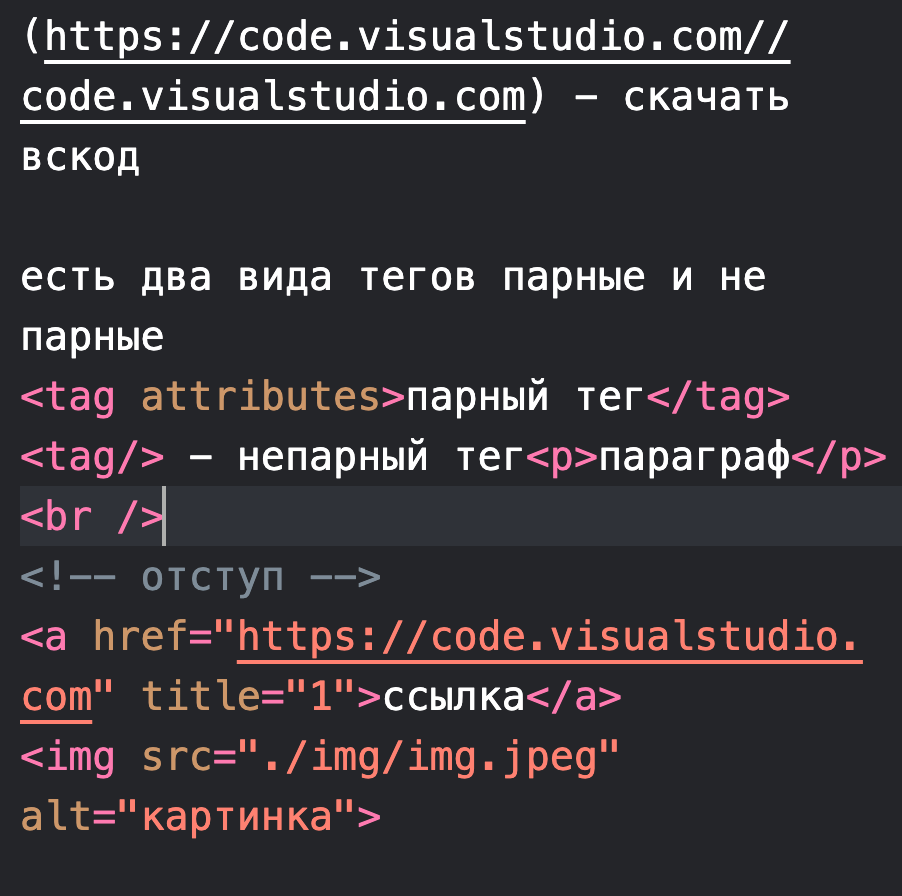 (https://code.visualstudio.com//
code.visualstudio.com) – скачать
вскод
есть два вида тегов парные и не
парные
<tag attributes>парный тег</tag>
<tag/> – непарный тег<p>параграф</p>
<br />
<!-- отступ -->
<a href="https://code.visualstudio.
com" title="1">ссылка</a>
<img src="./img/img.jpeg"
alt="картинка">